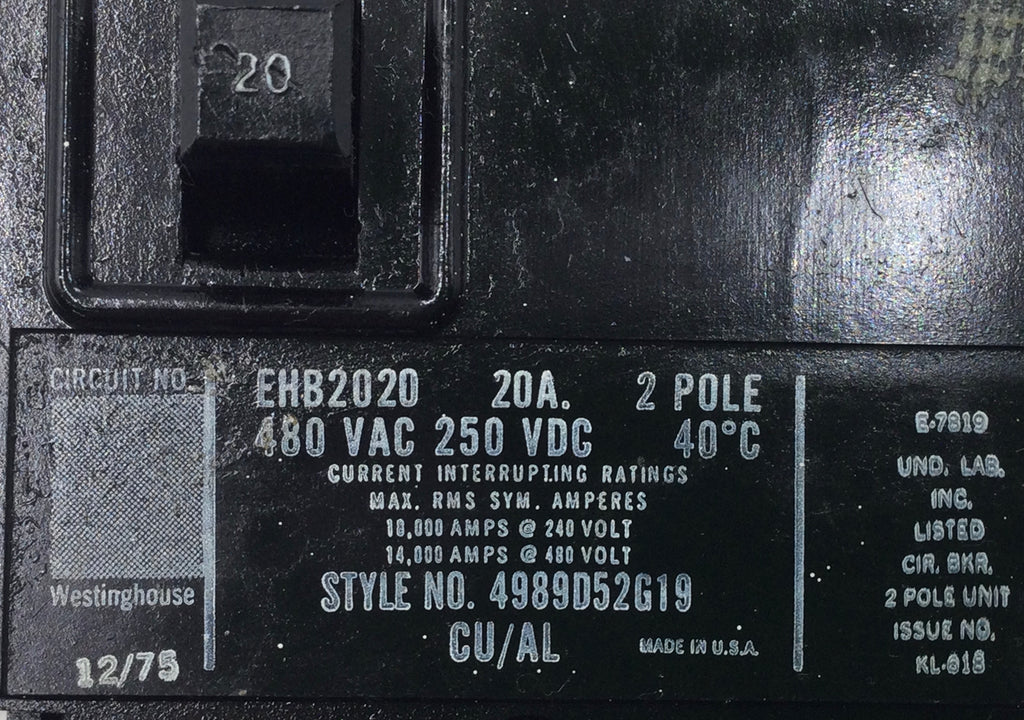 20
CIRCUIT NO.
EHB2020 20A. 2 POLE
480 VAC 250 VDC 40°C
CURRENT INTERRUPTING RATINGS
MAX. RMS SYM. AMPERES
18,000 AMPS @ 240 VOLT
14,000 AMPS @ 480 VOLT
STYLE NO. 4989D52G19
CU/AL MADE IN U.S.A.
Westinghouse
12/75
E-7819
UND. LAB.
INC.
LISTED
CIR. BKR.
2 POLE UNIT
ISSUE NO.
KL-818